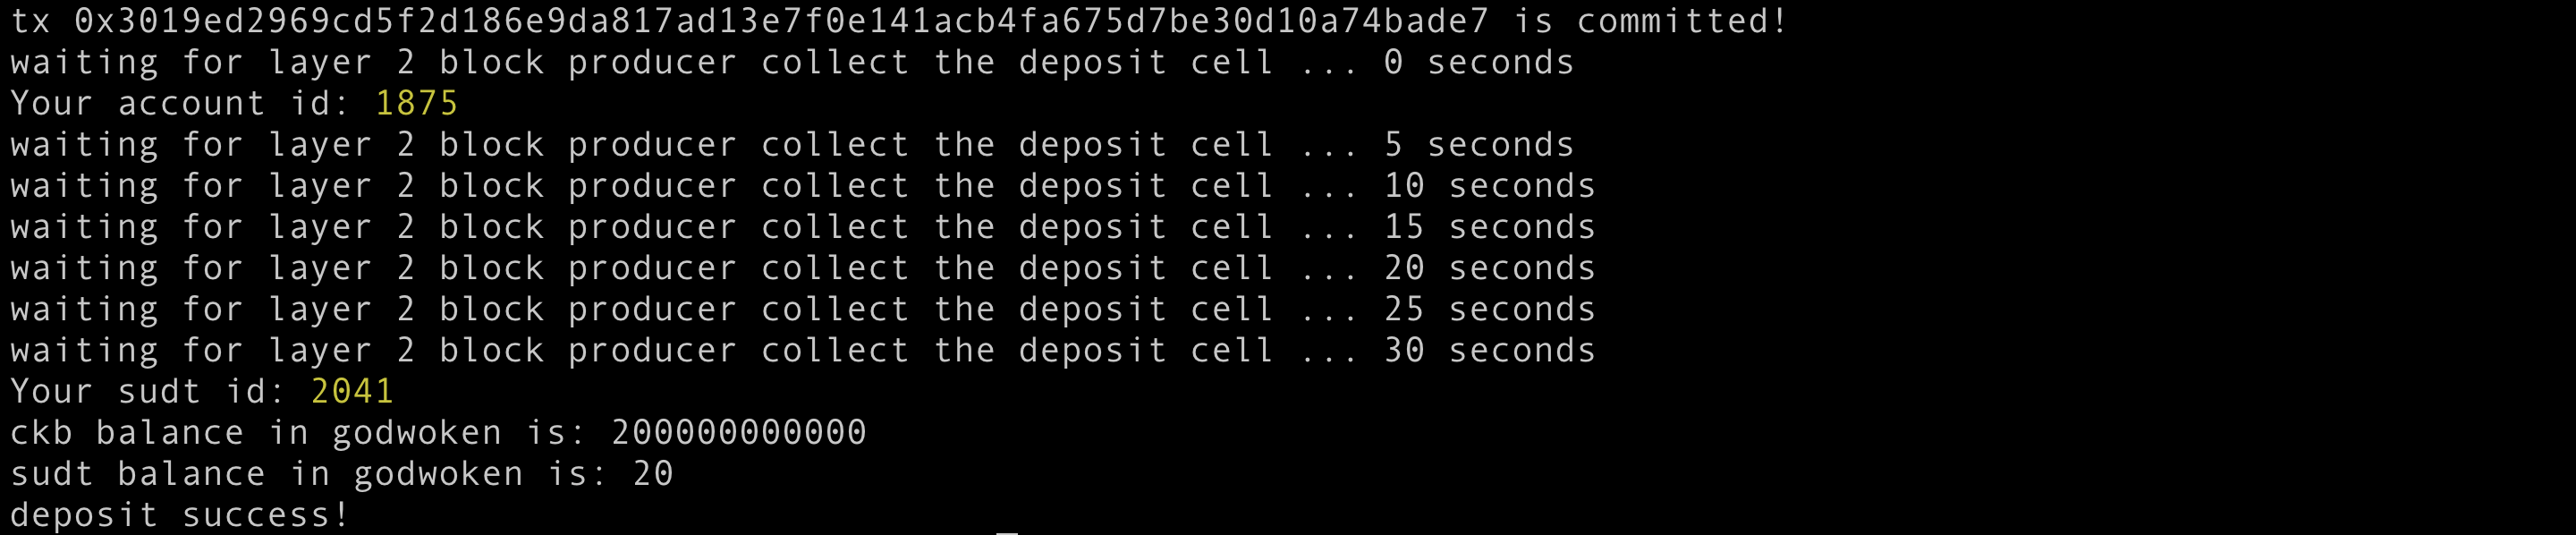 tx 0x3019ed2969cd5f2d186e9da817ad13e7f0e141acb4fa675d7be30d10a74bade7 is committed!
waiting for layer 2 block producer collect the deposit cell ... 0 seconds
Your account id: 1875
waiting for layer 2 block producer collect the deposit cell ... 5 seconds
waiting for layer 2 block producer collect the deposit cell ... 10 seconds
waiting for layer 2 block producer collect the deposit cell ... 15 seconds
waiting for layer 2 block producer collect the deposit cell ... 20 seconds
waiting for layer 2 block producer collect the deposit cell ... 25 seconds
waiting for layer 2 block producer collect the deposit cell ... 30 seconds
Your sudt id: 2041
ckb balance in godwoken is: 200000000000
sudt balance in godwoken is: 20
deposit success!